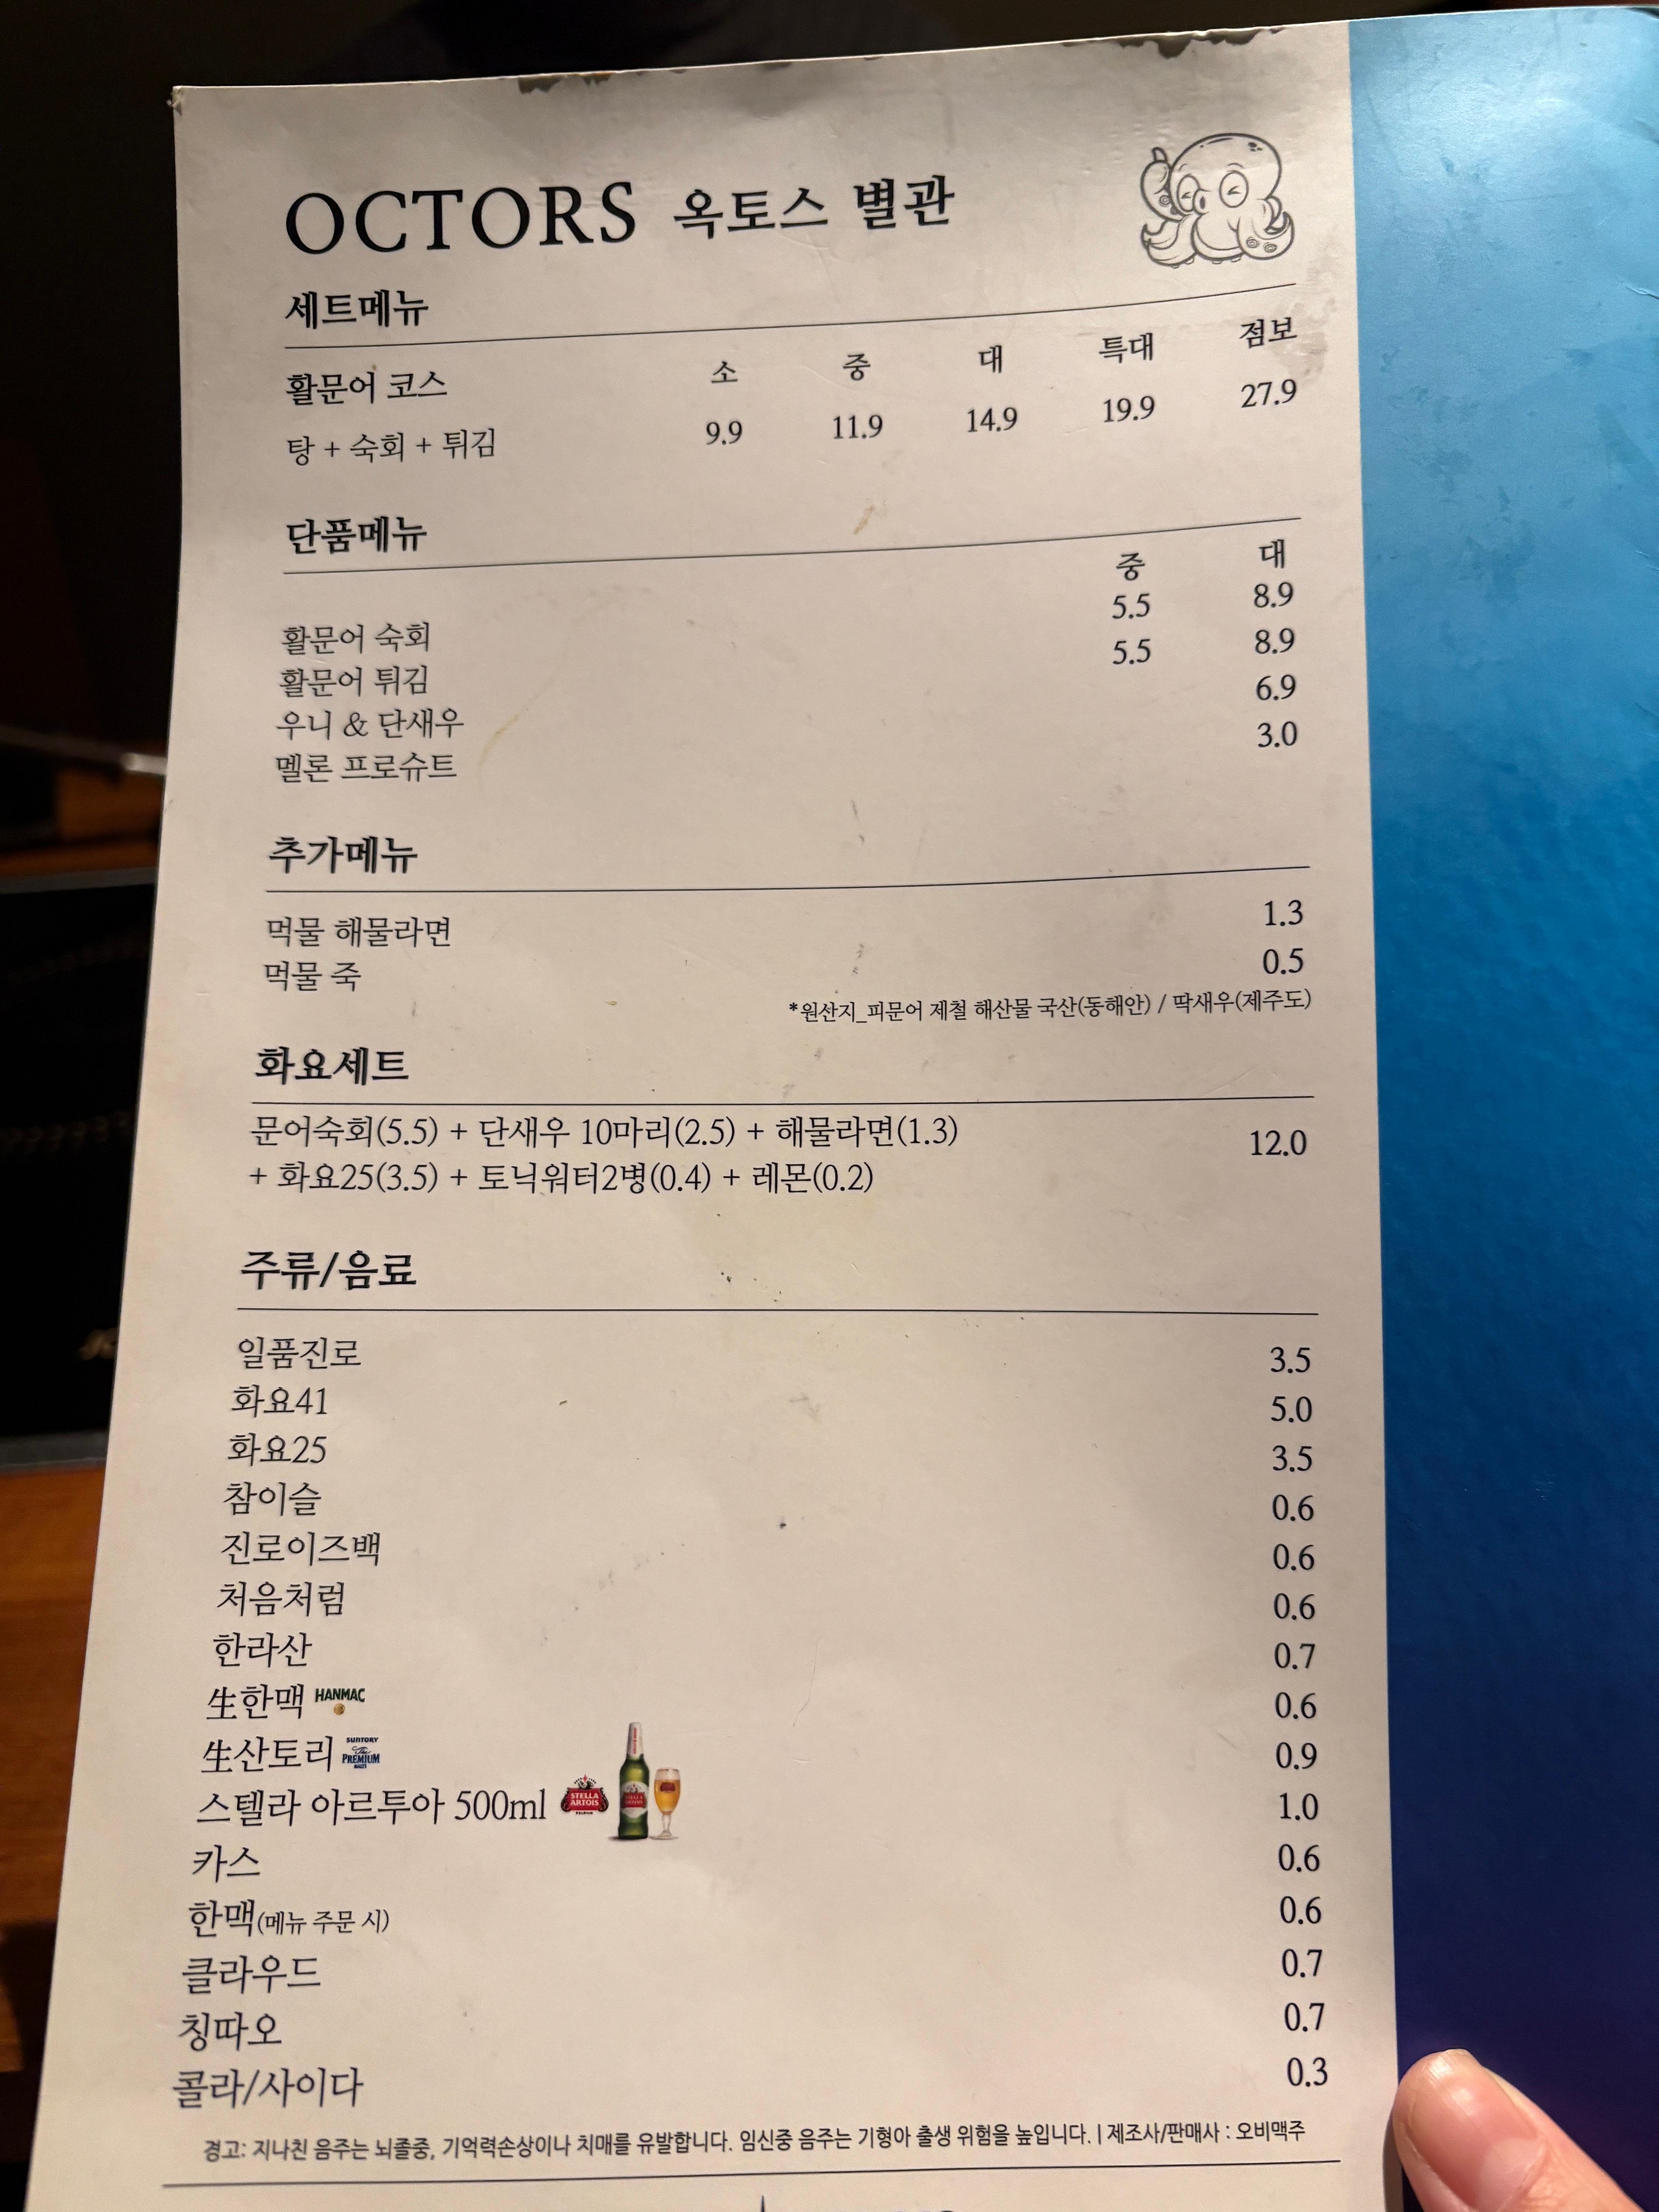 OCTORS 옥토스 별관
세트메뉴
활문어 코스 소 중 대 특대 점보
탕 + 숙회 + 튀김 9.9 11.9 14.9 19.9 27.9
단품메뉴
중 대
활문어 숙회 5.5 8.9
활문어 튀김 5.5 8.9
우니 & 단새우 6.9
멜론 프로슈트 3.0
추가메뉴
먹물 해물라면 1.3
먹물 죽 0.5
*원산지_피문어 제철 해산물 국산(동해안) / 딱새우(제주도)
화요세트
문어숙회(5.5) + 단새우 10마리(2.5) + 해물라면(1.3)
+ 화요25(3.5) + 토닉워터2병(0.4) + 레몬(0.2) 12.0
주류/음료
일품진로 3.5
화요41 5.0
화요25 3.5
참이슬 0.6
진로이즈백 0.6
처음처럼 0.6
한라산 0.7
生한맥 HANMAC 0.6
生산토리 SUNTORY The PREMIUM MALT'S 0.9
스텔라 아르투아 500ml STELLA ARTOIS 1.0
카스 0.6
한맥(메뉴 주문 시) 0.6
클라우드 0.7
칭따오 0.7
콜라/사이다 0.3
경고: 지나친 음주는 뇌졸중, 기억력손상이나 치매를 유발합니다. 임신중 음주는 기형아 출생 위험을 높입니다. | 제조사/판매사 : 오비맥주